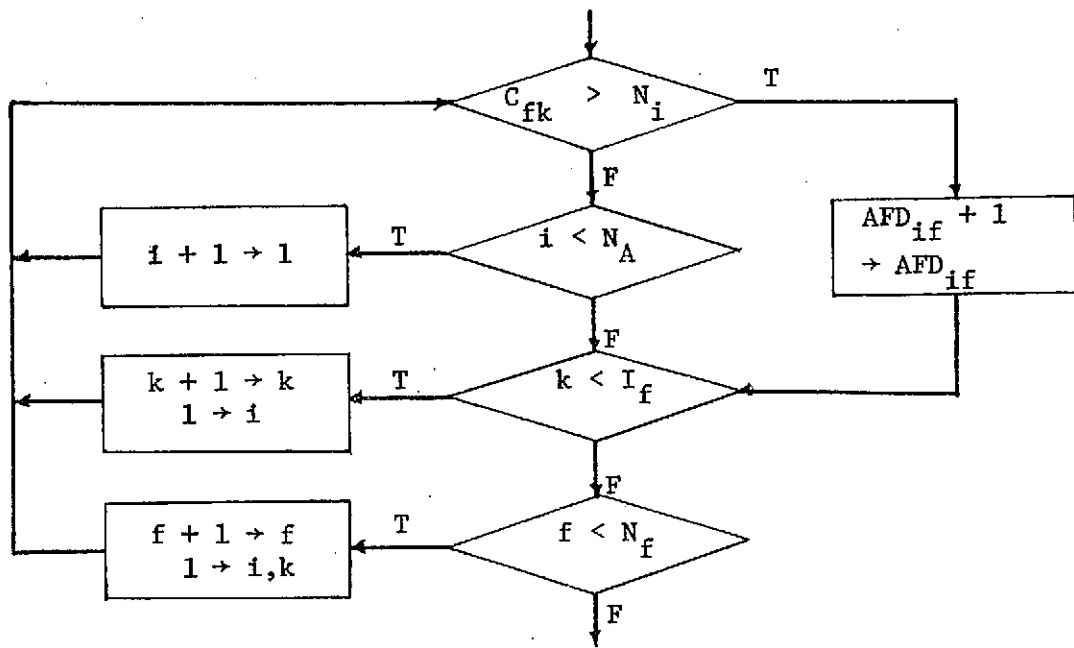 T
C_fk > N_i
F
AFD_if + 1
→ AFD_if
i < N_A
T
i + 1 → 1
F
k < I_f
T
k + 1 → k
1 → i
F
f < N_f
T
f + 1 → f
1 → i,k
F